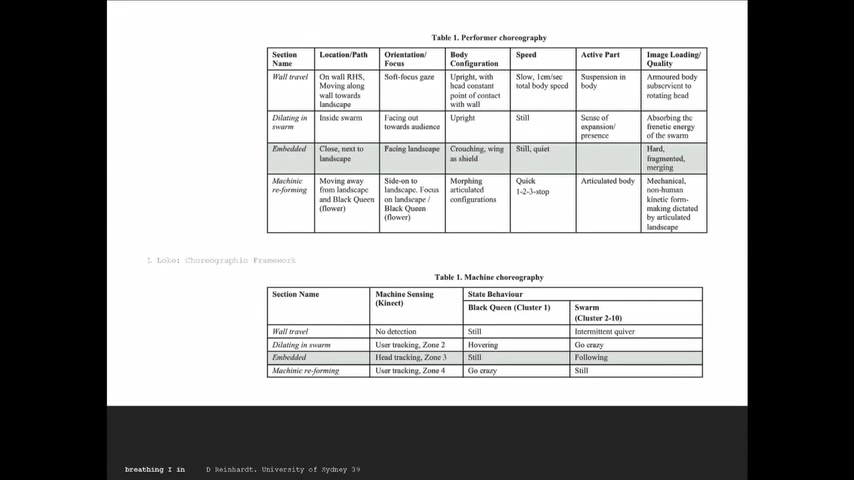 Table 1. Performer choreography
Section Name | Location/Path | Orientation/ Focus | Body Configuration | Speed | Active Part | Image Loading/ Quality
Wall travel | On wall RHS, Moving along wall towards landscape | Soft-focus gaze | Upright, with head constant point of contact with wall | Slow, 1cm/sec total body speed | Suspension in body | Armoured body subscrvient to rotating head
Dilating in swarm | Inside swarm | Facing out towards audience | Upright | Still | Sense of expansion/ presence | Absorbing the frenetic energy of the swarm
Embedded | Close, next to landscape | Facing landscape | Crouching, wing as shield | Still, quiet | | Hard, fragmented, merging
Machinic re-forming | Moving away from landscape and Black Queen (flower) | Side-on to landscape. Focus on landscape / Black Queen (flower) | Morphing articulated configurations | Quick 1-2-3-stop | Articulated body | Mechanical, non-human kinetic form-making dictated by articulated landscape
Loke: Choreographic Framework
Table 1. Machine choreography
Section Name | Machine Sensing (Kinect) | State Behaviour
Black Queen (Cluster 1) | Swarm (Cluster 2-10)
Wall travel | No detection | Still | Intermittent quiver
Dilating in swarm | User tracking, Zone 2 | Hovering | Go crazy
Embedded | Head tracking, Zone 3 | Still | Following
Machinic re-forming | User tracking, Zone 4 | Go crazy | Still
breathing I in D Reinhardt. University of Sydney 39